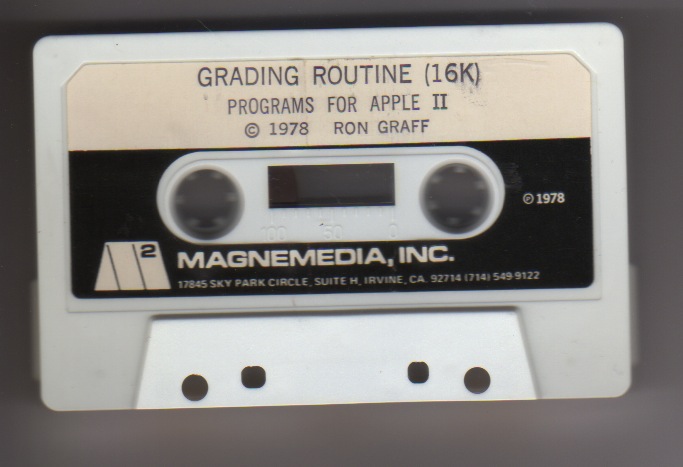 GRADING ROUTINE (16K)
PROGRAMS FOR APPLE II
© 1978 RON GRAFF
℗ 1978
100 50 0
M2
MAGNEMEDIA, INC.
17845 SKY PARK CIRCLE, SUITE H, IRVINE, CA. 92714 (714) 549 9122